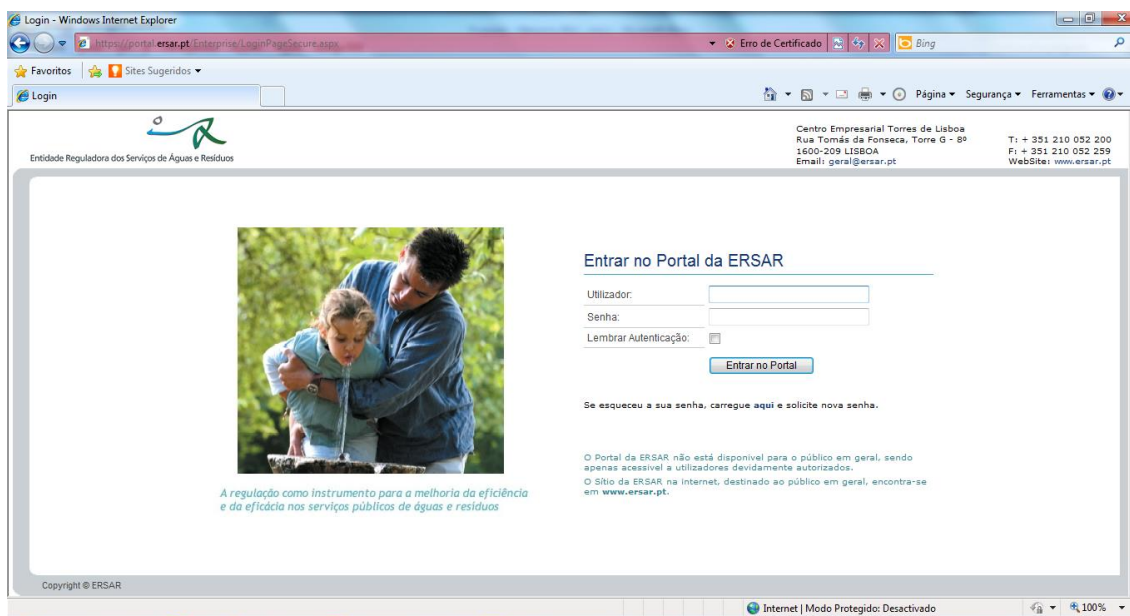 Login - Windows Internet Explorer
https://portal.ersar.pt/Enterprise/LoginPageSecure.aspx
Erro de Certificado
Bing
Favoritos
Sites Sugeridos
Login
Página
Segurança
Ferramentas
Entidade Reguladora dos Serviços de Águas e Resíduos
Centro Empresarial Torres de Lisboa
Rua Tomás da Fonseca, Torre G - 8º
1600-209 LISBOA
Email: geral@ersar.pt
T: + 351 210 052 200
F: + 351 210 052 259
WebSite: www.ersar.pt
Entrar no Portal da ERSAR
Utilizador:
Senha:
Lembrar Autenticação:
Entrar no Portal
Se esqueceu a sua senha, carregue aqui e solicite nova senha.
O Portal da ERSAR não está disponivel para o público em geral, sendo
apenas acessivel a utilizadores devidamente autorizados.
O Sítio da ERSAR na internet, destinado ao público em geral, encontra-se
em www.ersar.pt.
A regulação como instrumento para a melhoria da eficiência
e da eficácia nos serviços públicos de águas e resíduos
Copyright © ERSAR
Internet | Modo Protegido: Desactivado
100%